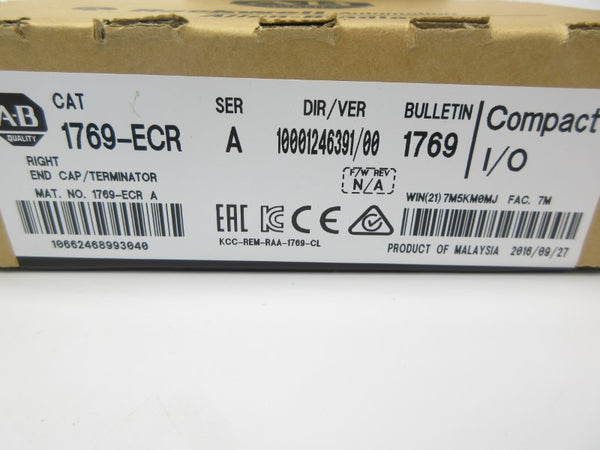 A-B
QUALITY
CAT
1769-ECR
RIGHT
END CAP/TERMINATOR
MAT. NO. 1769-ECR A
10662468993040
SER
A
DIR/VER
10001246391/00
F/W REV
N/A
BULLETIN
1769
Compact
I/O
EAC
CE
KCC-REM-RAA-1769-CL
WIN(21) 7M5KM0MJ FAC. 7M
PRODUCT OF MALAYSIA 2016/09/27